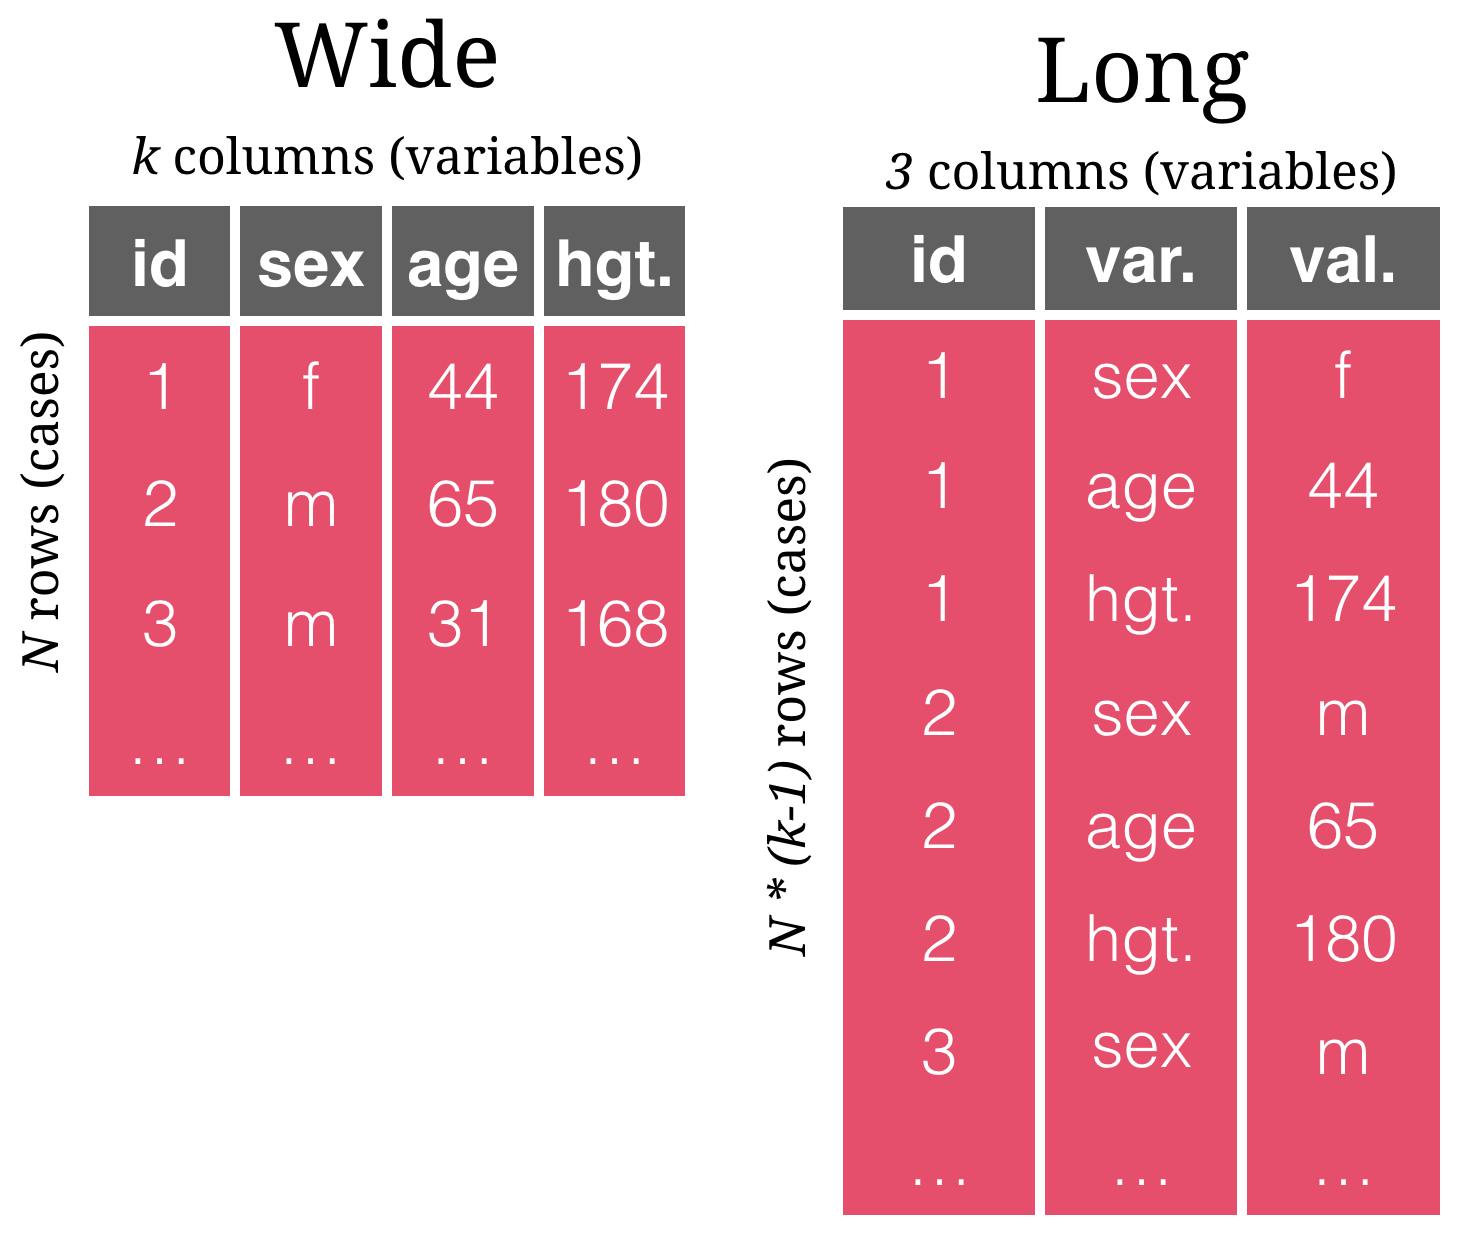 Wide
k columns (variables)
id sex age hgt.
N rows (cases)
1 f 44 174
2 m 65 180
3 m 31 168
... ... ... ...
Long
3 columns (variables)
id var. val.
N * (k-1) rows (cases)
1 sex f
1 age 44
1 hgt. 174
2 sex m
2 age 65
2 hgt. 180
3 sex m
... ... ...